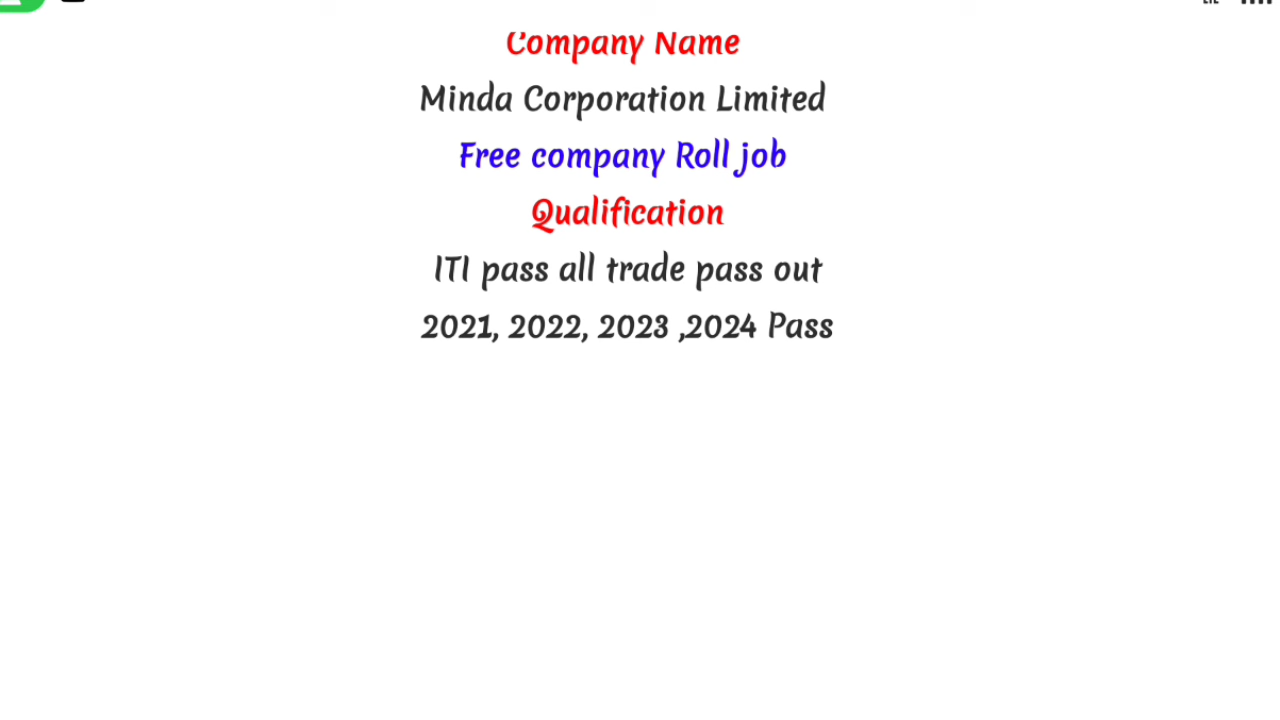 Company Name
Minda Corporation Limited
Free company Roll job
Qualification
ITI pass all trade pass out
2021, 2022, 2023 ,2024 Pass